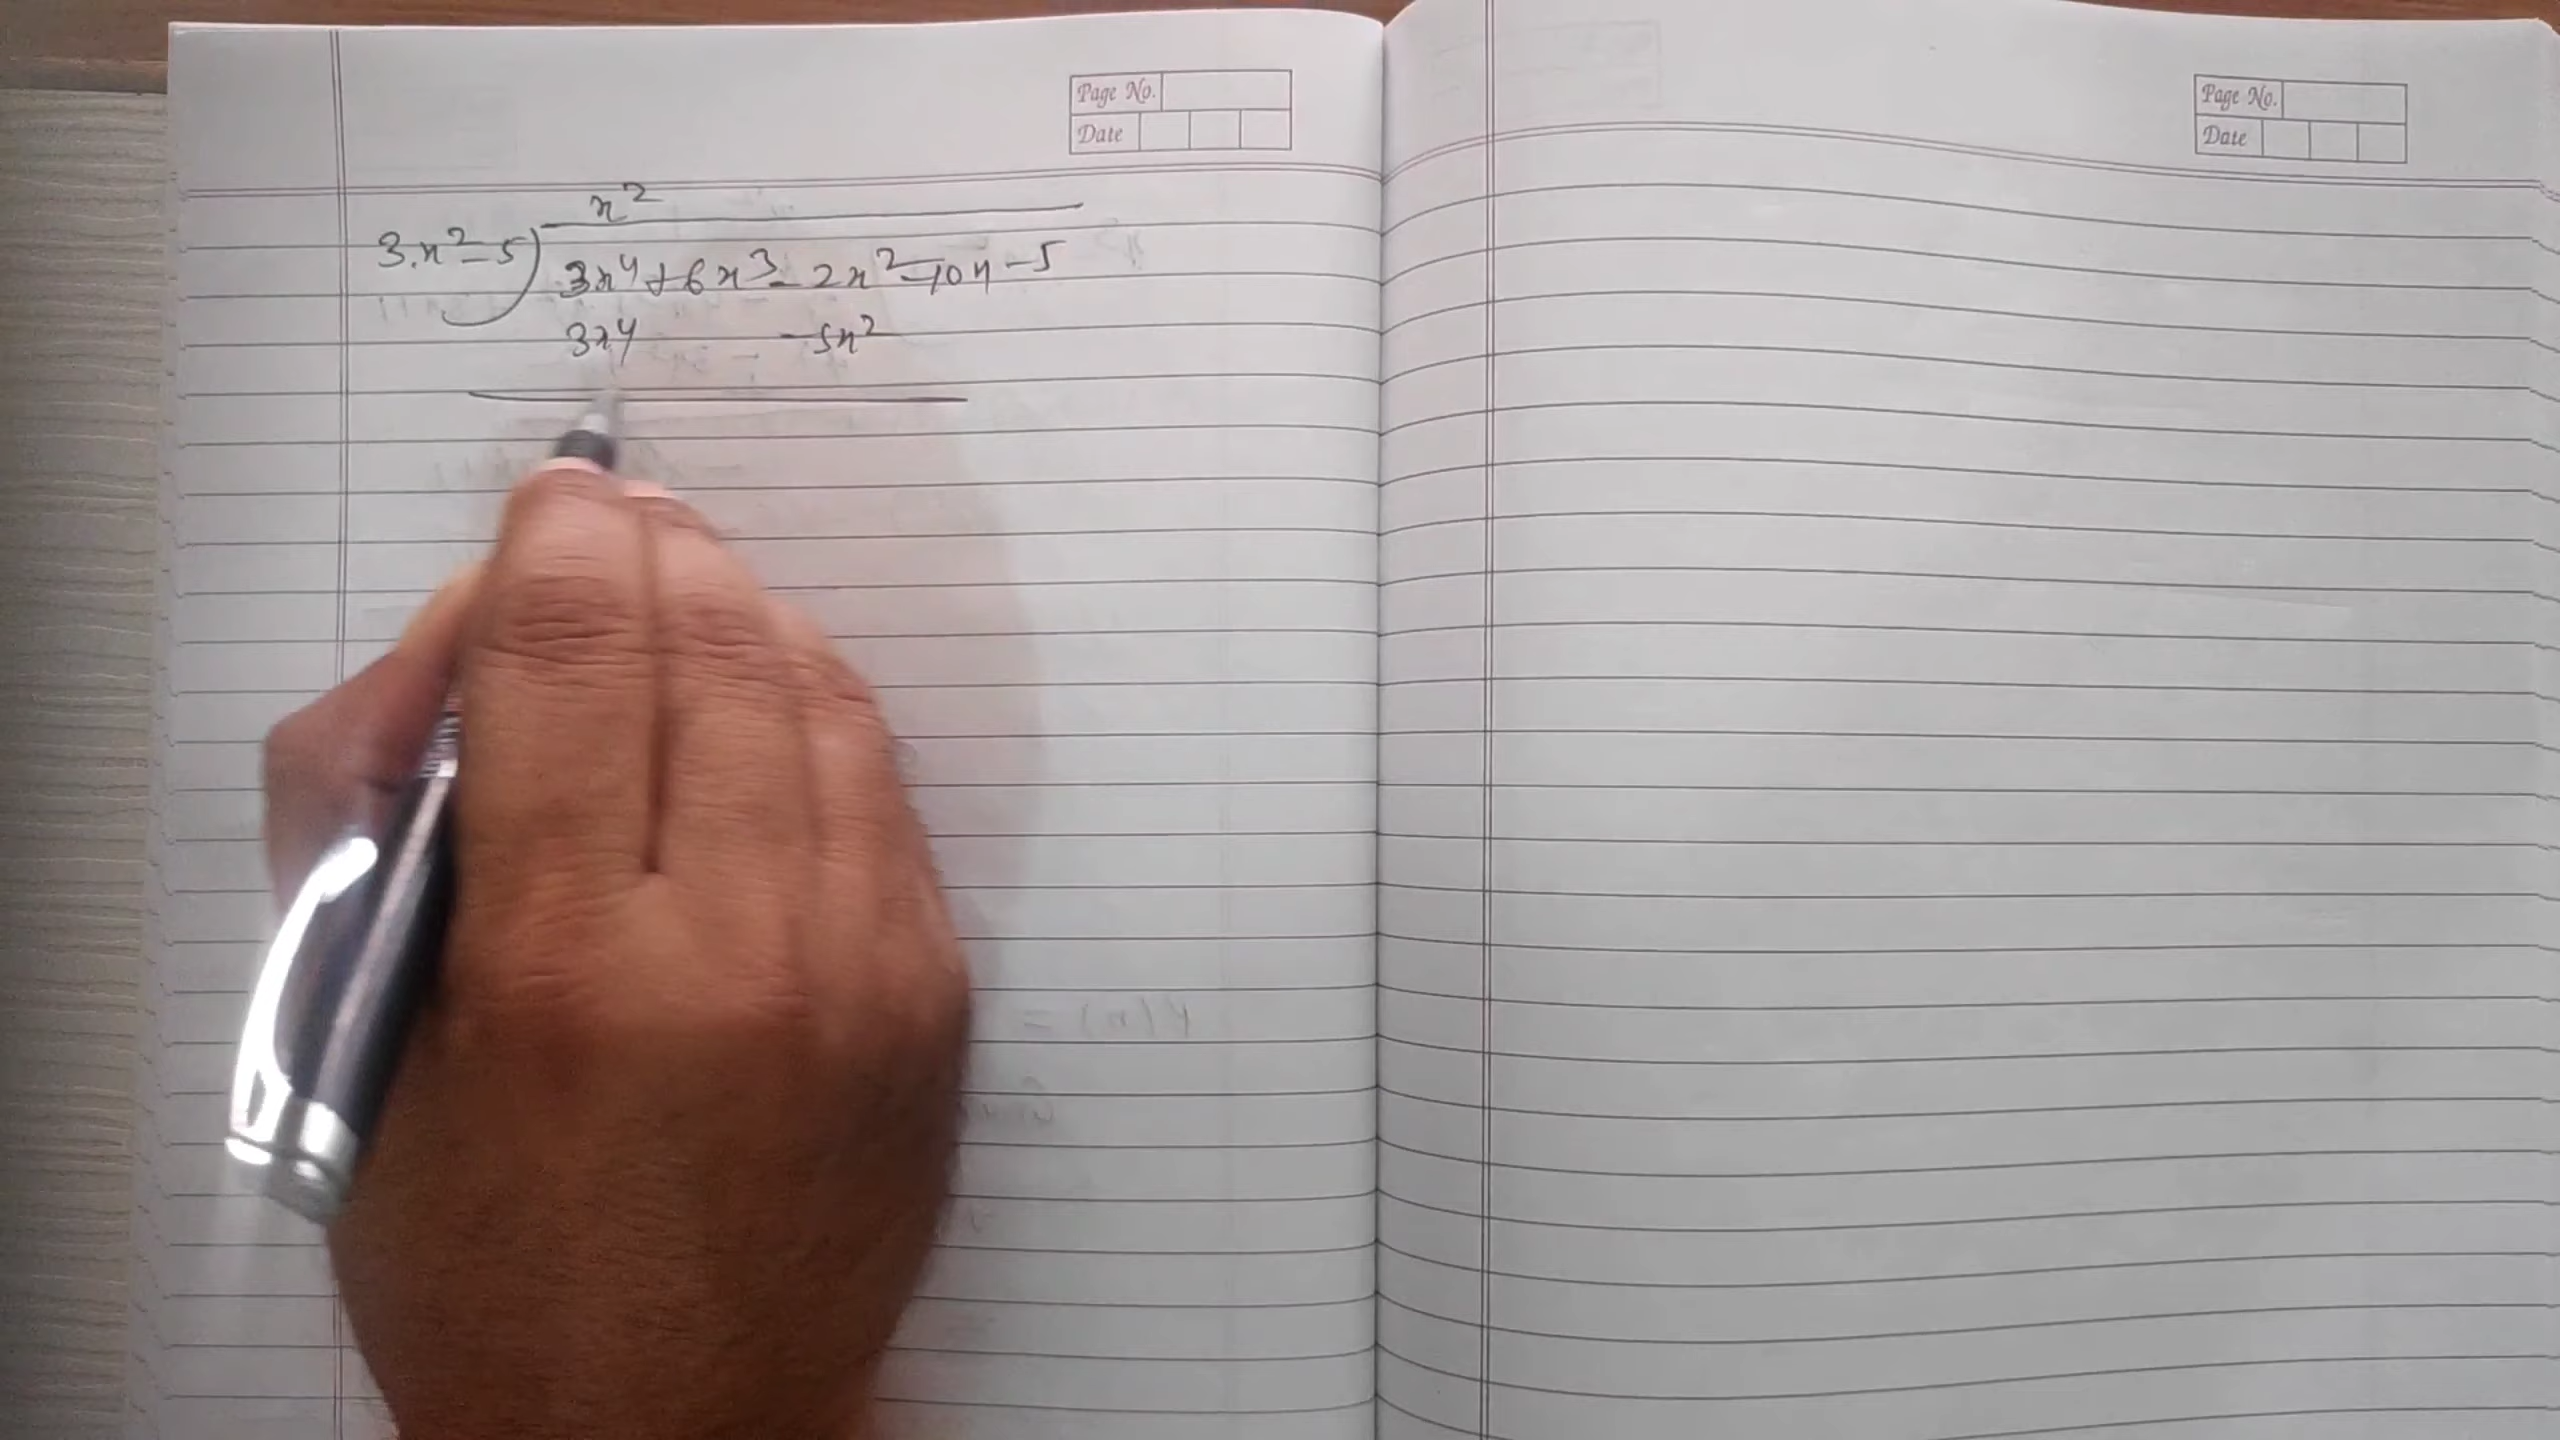 Page No.
Date
x²
3x²-5) 3x⁴+6x³-2x²-10x-5
3x⁴ -5x²
Page No.
Date